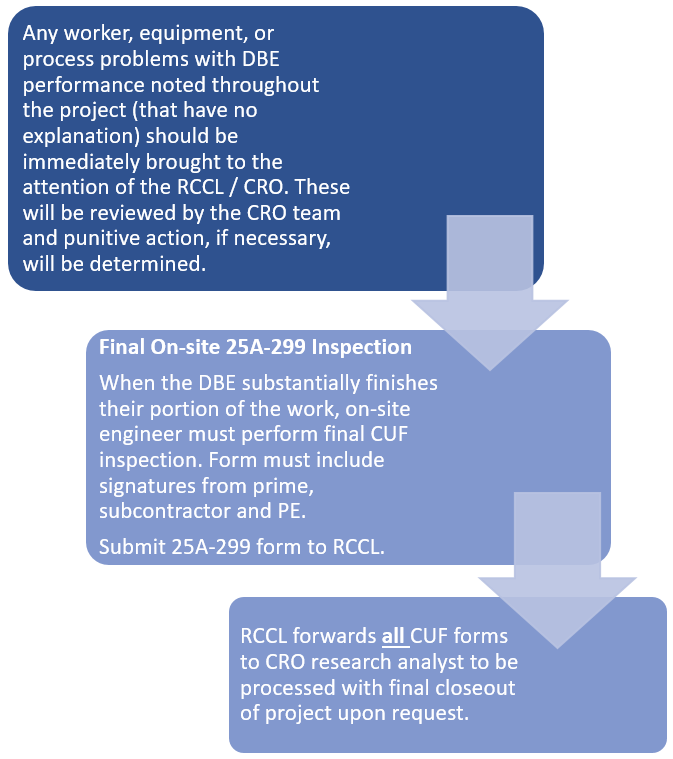 Any worker, equipment, or
process problems with DBE
performance noted throughout
the project (that have no
explanation) should be
immediately brought to the
attention of the RCCL / CRO. These
will be reviewed by the CRO team
and punitive action, if necessary,
will be determined.
Final On-site 25A-299 Inspection
When the DBE substantially finishes
their portion of the work, on-site
engineer must perform final CUF
inspection. Form must include
signatures from prime,
subcontractor and PE.
Submit 25A-299 form to RCCL.
RCCL forwards all CUF forms
to CRO research analyst to be
processed with final closeout
of project upon request.